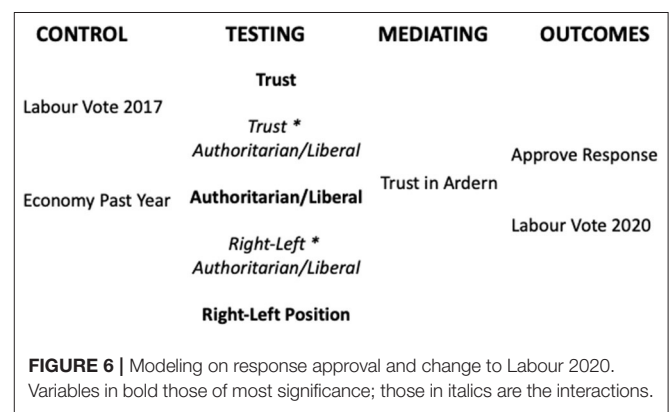 CONTROL TESTING MEDIATING OUTCOMES
Trust
Labour Vote 2017
Trust *
Authoritarian/Liberal
Approve Response
Trust in Ardern
Economy Past Year Authoritarian/Liberal
Labour Vote 2020
Right-Left *
Authoritarian/Liberal
Right-Left Position
FIGURE 6 | Modeling on response approval and change to Labour 2020.
Variables in bold those of most significance; those in italics are the interactions.